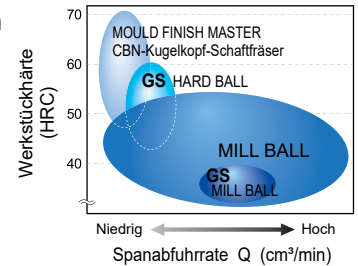 70
60
50
40
Werkstückhärte
(HRC)
MOULD FINISH MASTER
CBN-Kugelkopf-Schaftfräser
GS HARD BALL
MILL BALL
GS
MILL BALL
Niedrig
Hoch
Spanabfuhrrate Q (cm³/min)